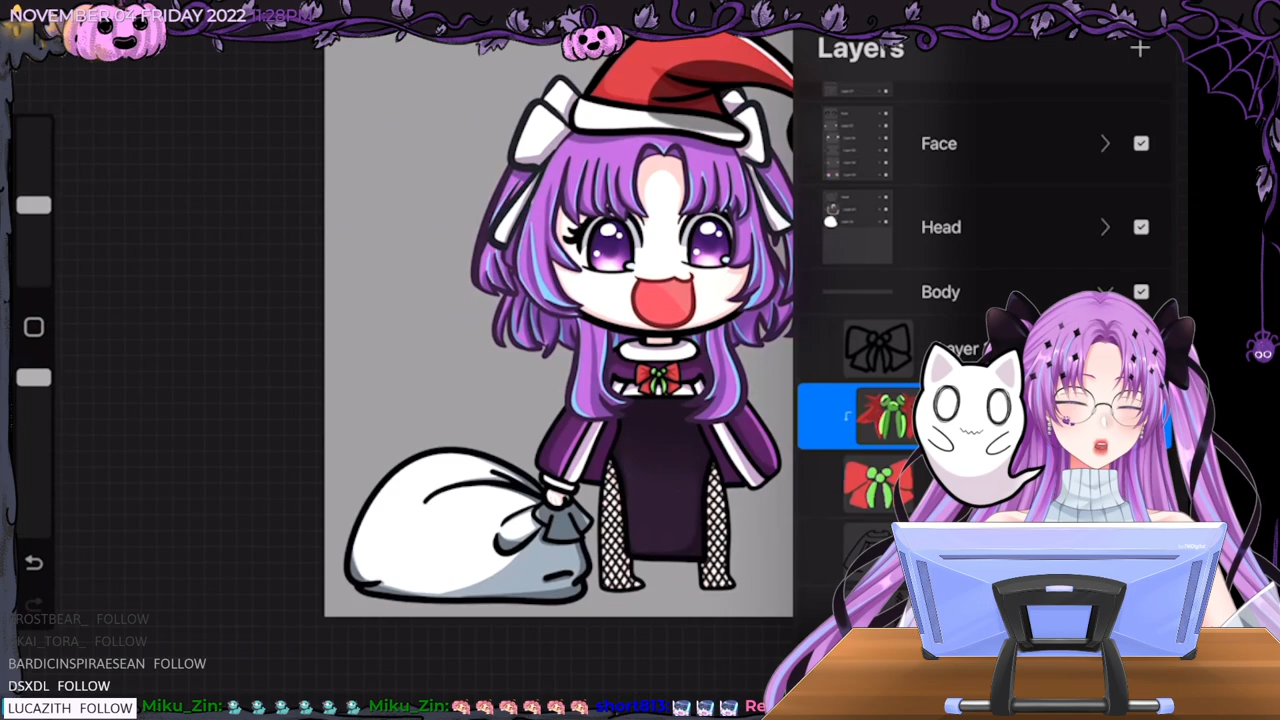 NOVEMBER 04 FRIDAY 2022 11:28PM
Layers
Face
Head
Body
FROSTBEAR_ FOLLOW
KAI_TORA_ FOLLOW
BARDICINSPIRAESEAN FOLLOW
DSXDL FOLLOW
LUCAZITH FOLLOW
Miku_Zin: Miku_Zin: short813: Re